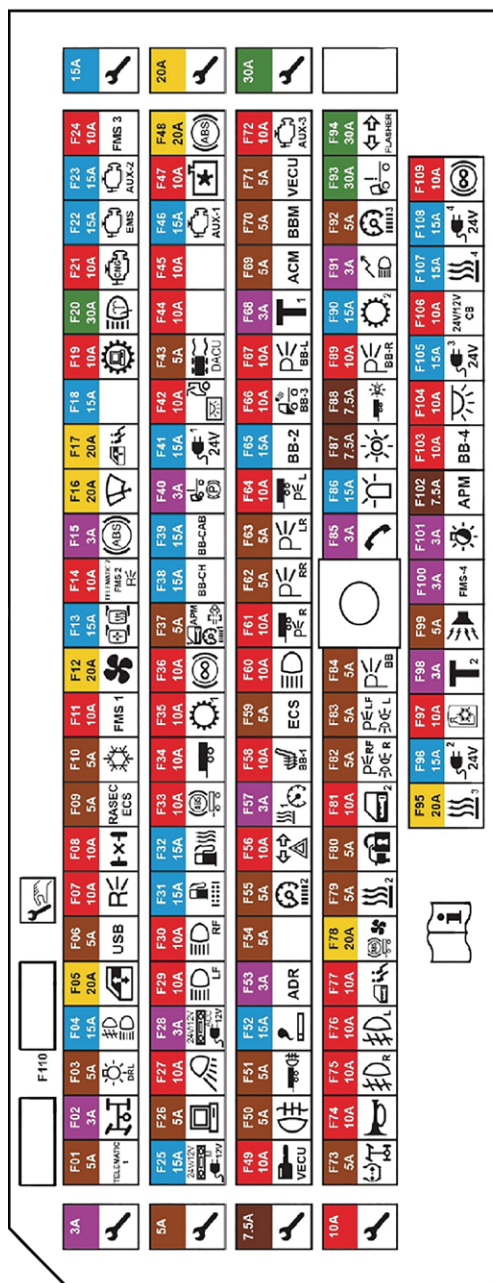 F-110
3A
F01
5A
TELEMATIC
1
F02
3A
F03
5A
DRL
F04
15A
F05
20A
F06
5A
USB
F07
10A
R
F08
10A
F09
5A
RASEC
ECS
F10
5A
F11
10A
FMS 1
F12
20A
F13
15A
F14
10A
TELEMATIC 2
FMS 2
F15
3A
ABS
F16
20A
F17
20A
F18
15A
F19
10A
F20
30A
F21
10A
CNG
F22
15A
EMS
F23
15A
AUX-2
F24
10A
FMS 3
15A
5A
F25
15A
24V/12V
12V
F26
5A
F27
10A
F28
3A
24V/12V
ACC
12V
F29
10A
LF
F30
10A
RF
F31
15A
F32
15A
F33
10A
ABS
F34
10A
F35
10A
1
F36
10A
F37
5A
APM
F38
15A
BB-CH
F39
15A
BB-CAB
F40
3A
(P)
F41
15A
1
24V
F42
10A
F43
5A
DACU
F44
10A
F45
10A
F46
15A
AUX-1
F47
10A
F48
20A
ABS
20A
7.5A
F49
10A
VECU
F50
5A
F51
5A
F52
15A
F53
3A
ADR
F54
5A
F55
5A
2
F56
10A
F57
3A
1
F58
10A
BB-1
F59
5A
ECS
F60
10A
F61
10A
P R
F62
5A
P RR
F63
5A
P LR
F64
10A
P L
F65
15A
BB-2
F66
10A
BB-3
F67
10A
P
BB-L
F68
3A
T 1
F69
5A
ACM
F70
5A
BBM
F71
5A
VECU
F72
10A
AUX-3
30A
10A
F73
5A
F74
10A
F75
10A
R
F76
10A
L
F77
10A
F78
20A
F79
5A
2
F80
5A
F81
10A
2
F82
5A
P RF
R
F83
5A
P LF
L
F84
5A
P
BB
F85
3A
F86
15A
F87
7.5A
F88
7.5A
F89
10A
P
BB-R
F90
15A
2
F91
3A
F92
5A
3
F93
30A
F94
30A
FLASHER
F95
20A
3
F96
15A
2
24V
F97
10A
F98
3A
T 2
F99
5A
F100
3A
FMS-4
F101
3A
F102
7.5A
APM
F103
10A
BB-4
F104
10A
F105
15A
3
24V
F106
10A
24V/12V
CB
F107
15A
4
F108
15A
4
24V
F109
10A
i